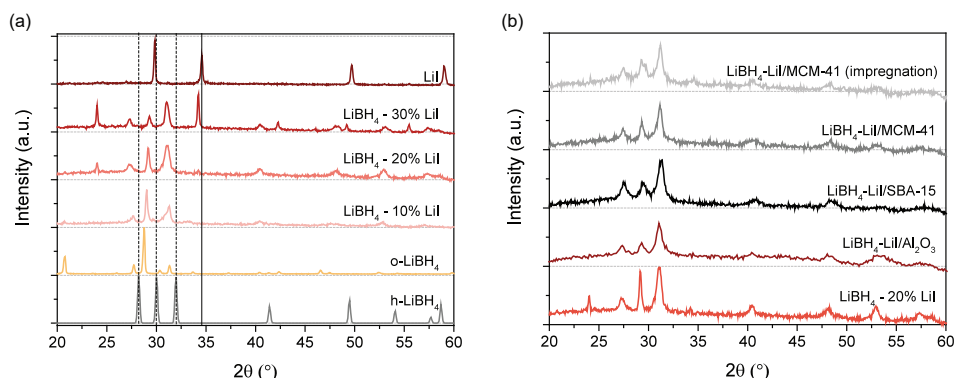 (a)
Intensity (a.u.)
LiI
LiBH₄ - 30% LiI
LiBH₄ - 20% LiI
LiBH₄ - 10% LiI
o-LiBH₄
h-LiBH₄
20 25 30 35 40 45 50 55 60
2θ (°)
(b)
Intensity (a.u.)
LiBH₄-LiI/MCM-41 (impregnation)
LiBH₄-LiI/MCM-41
LiBH₄-LiI/SBA-15
LiBH₄-LiI/Al₂O₃
LiBH₄ - 20% LiI
20 25 30 35 40 45 50 55 60
2θ (°)